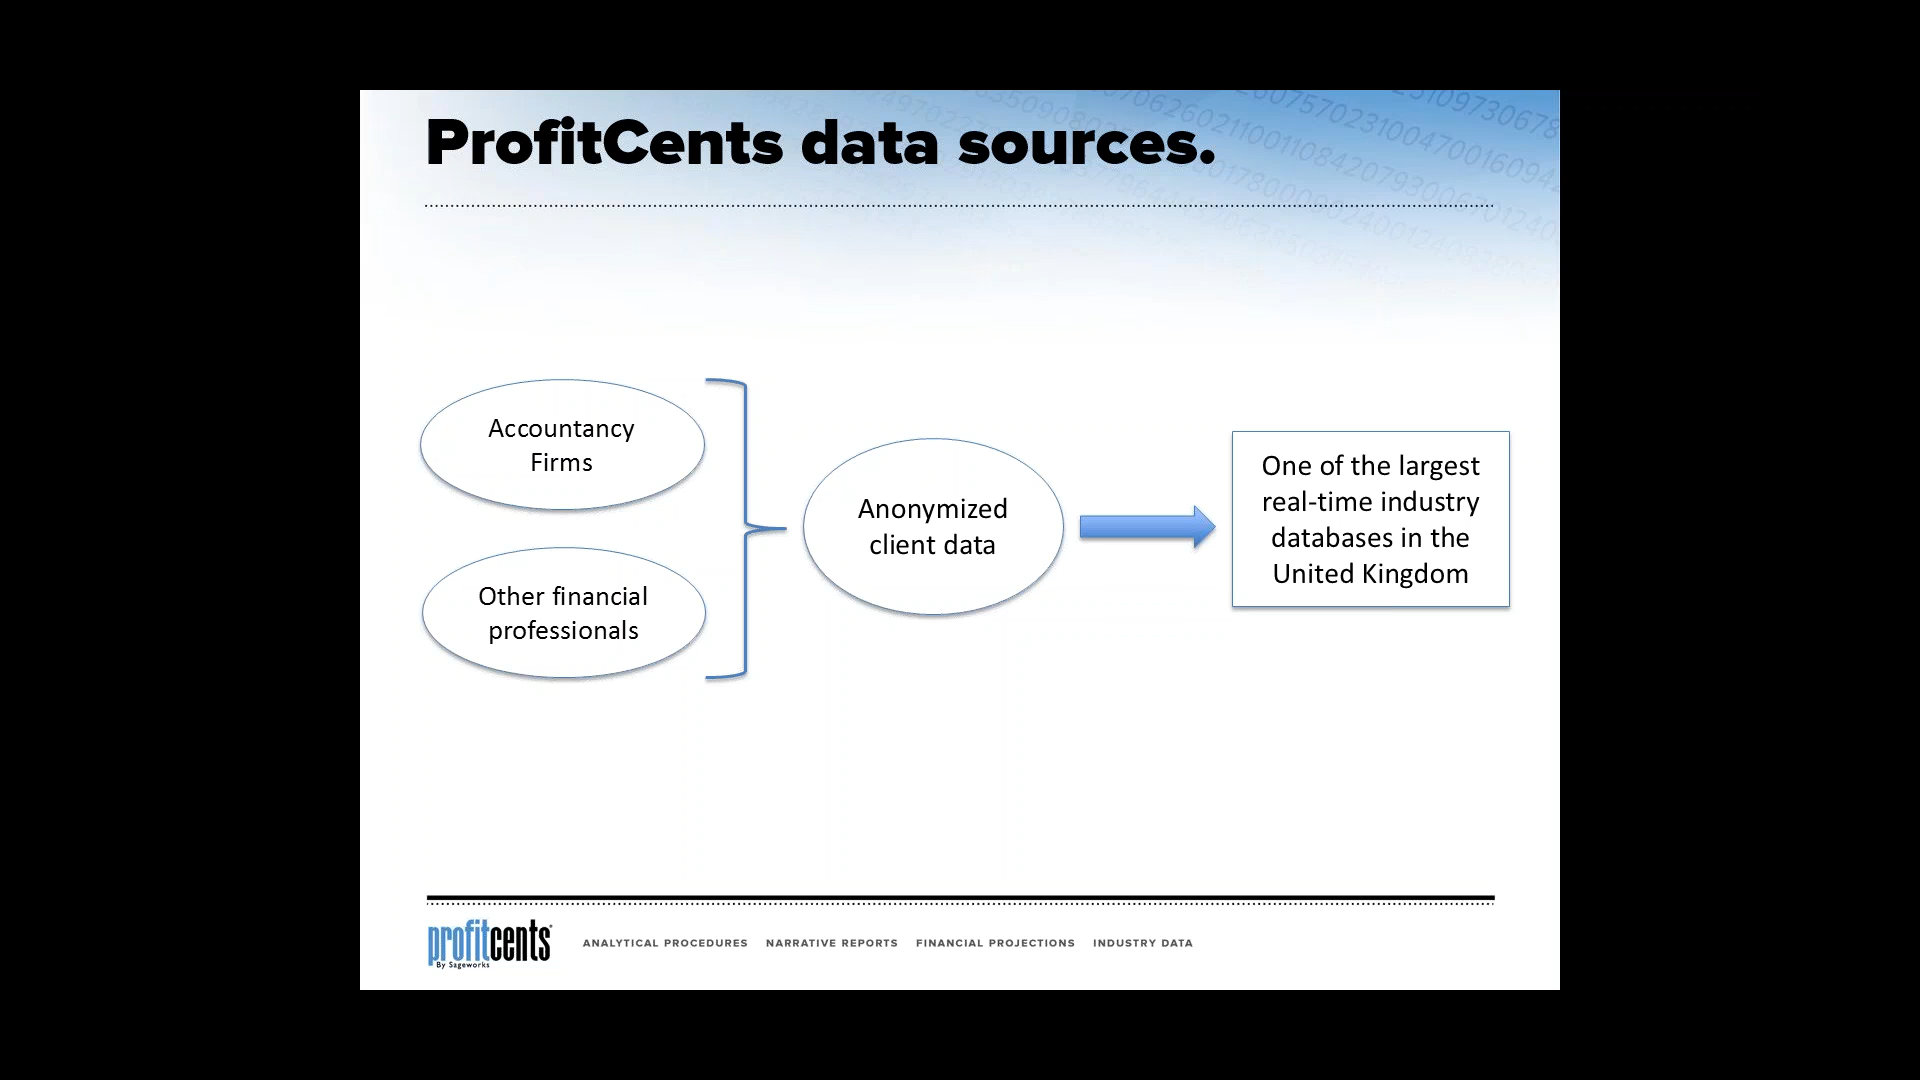 ProfitCents data sources.
Accountancy
Firms
Other financial
professionals
Anonymized
client data
One of the largest
real-time industry
databases in the
United Kingdom
profitcents
By Sageworks
ANALYTICAL PROCEDURES NARRATIVE REPORTS FINANCIAL PROJECTIONS INDUSTRY DATA